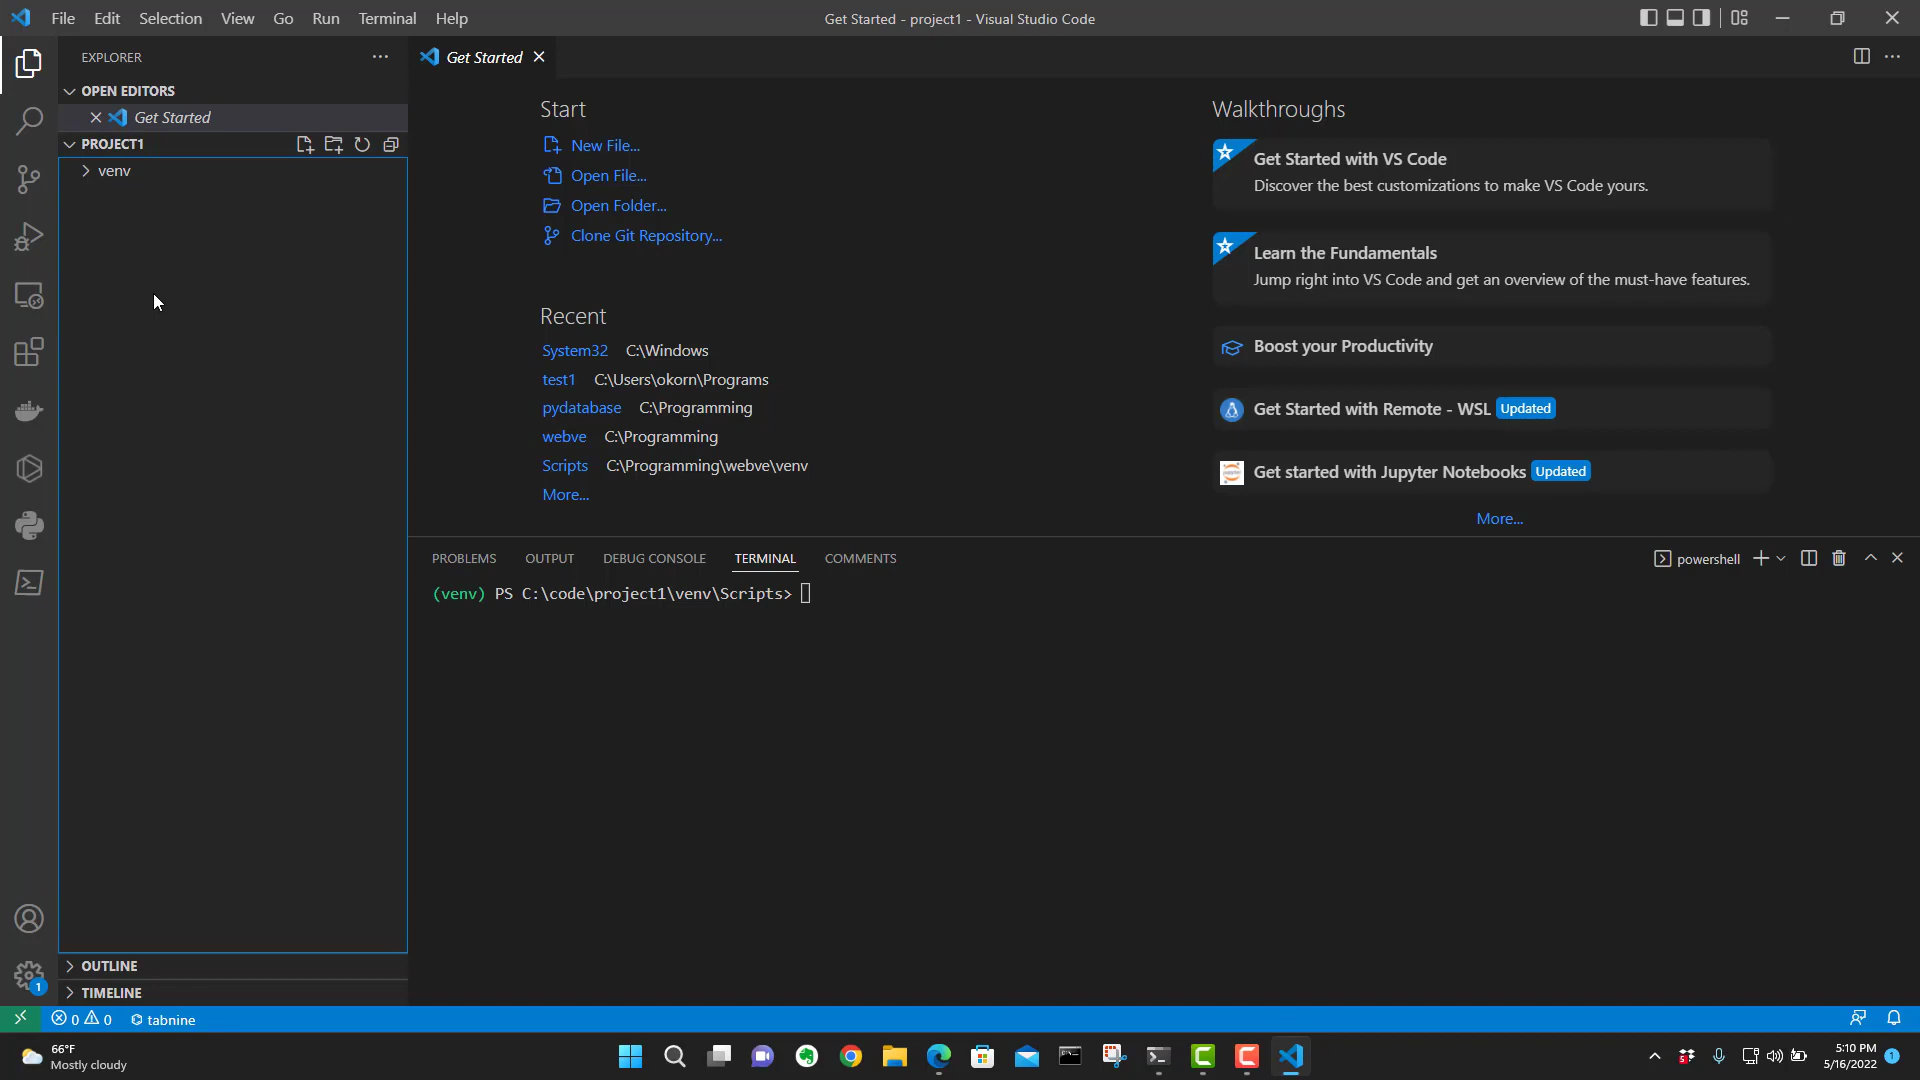 File Edit Selection View Go Run Terminal Help
Get Started - project1 - Visual Studio Code
EXPLORER
OPEN EDITORS
Get Started
PROJECT1
venv
OUTLINE
TIMELINE
Get Started
Start
New File...
Open File...
Open Folder...
Clone Git Repository...
Recent
System32 C:\Windows
test1 C:\Users\okorn\Programs
pydatabase C:\Programming
webve C:\Programming
Scripts C:\Programming\webve\venv
More...
Walkthroughs
Get Started with VS Code
Discover the best customizations to make VS Code yours.
Learn the Fundamentals
Jump right into VS Code and get an overview of the must-have features.
Boost your Productivity
Get Started with Remote - WSL Updated
Get started with Jupyter Notebooks Updated
More...
PROBLEMS OUTPUT DEBUG CONSOLE TERMINAL COMMENTS
powershell
(venv) PS C:\code\project1\venv\Scripts>
1
0 0 tabnine
66°F
Mostly cloudy
5:10 PM
5/16/2022
1